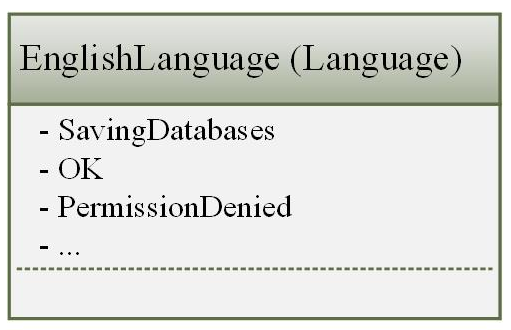 EnglishLanguage (Language)
- SavingDatabases
- OK
- PermissionDenied
- ...